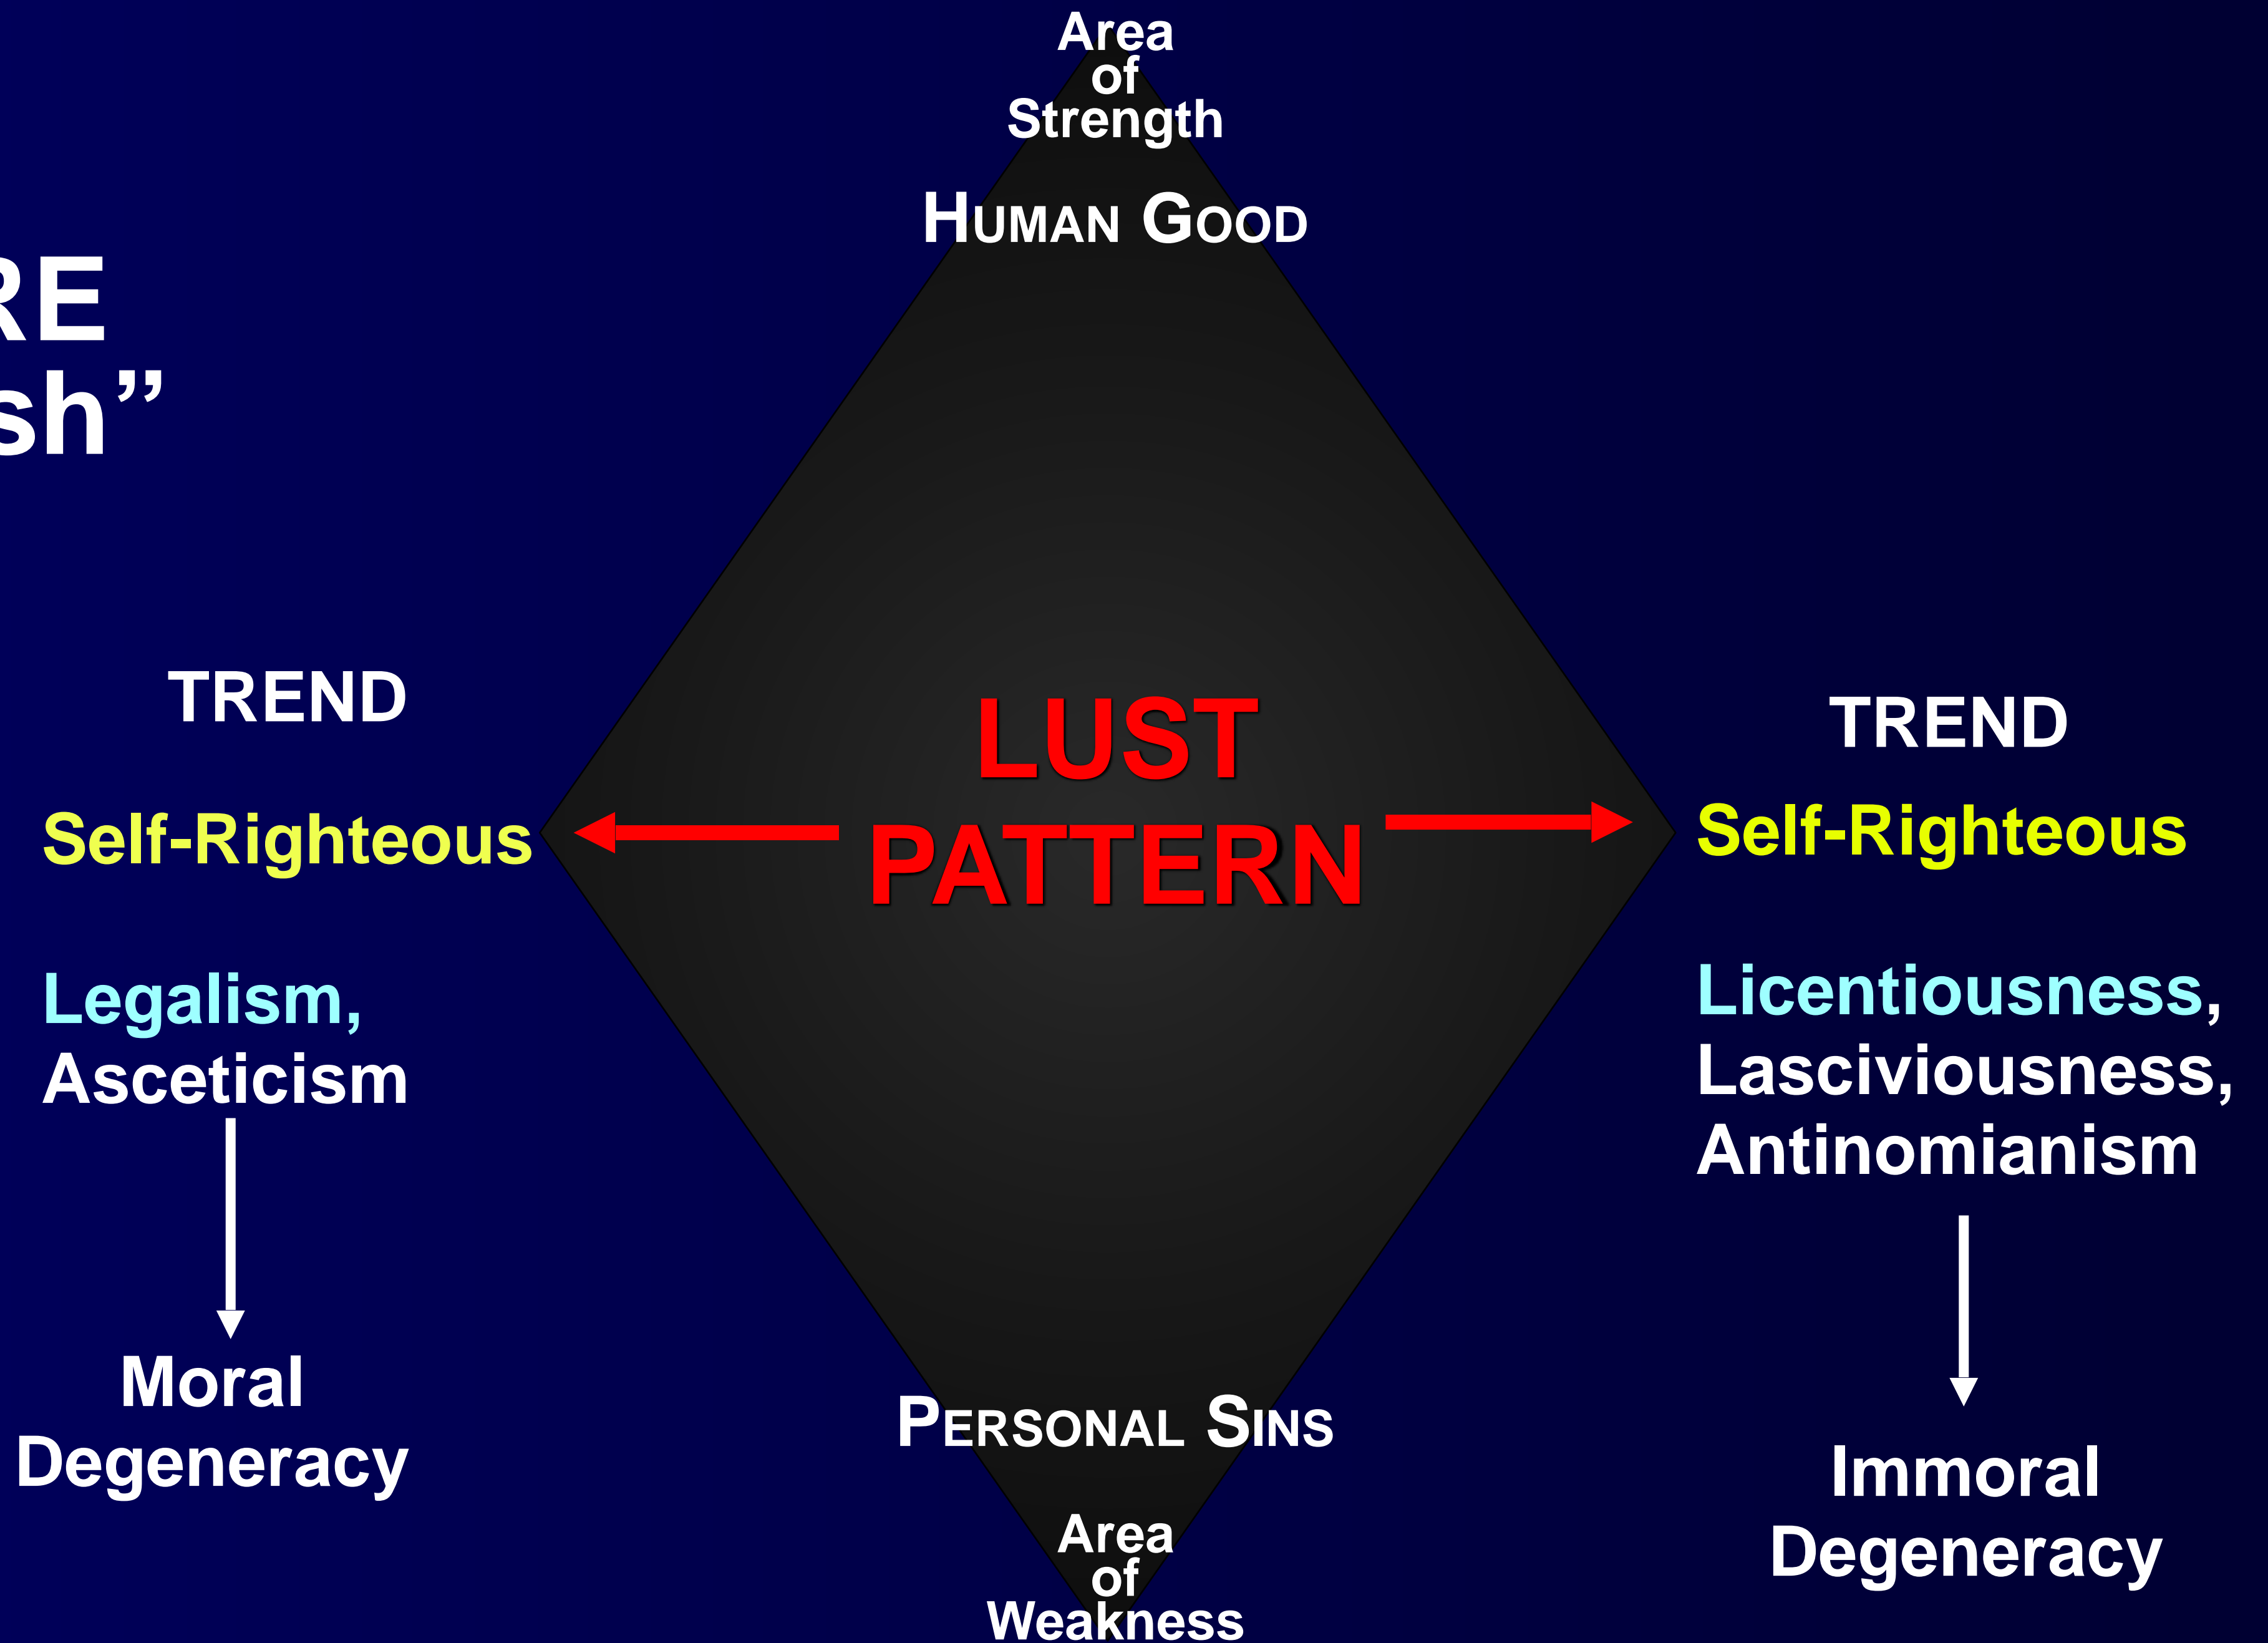 Area
of
Strength
HUMAN GOOD
RE
sh”
TREND
Self-Righteous
Legalism,
Asceticism
Moral
Degeneracy
LUST
PATTERN
TREND
Self-Righteous
Licentiousness,
Lasciviousness,
Antinomianism
Immoral
Degeneracy
PERSONAL SINS
Area
of
Weakness